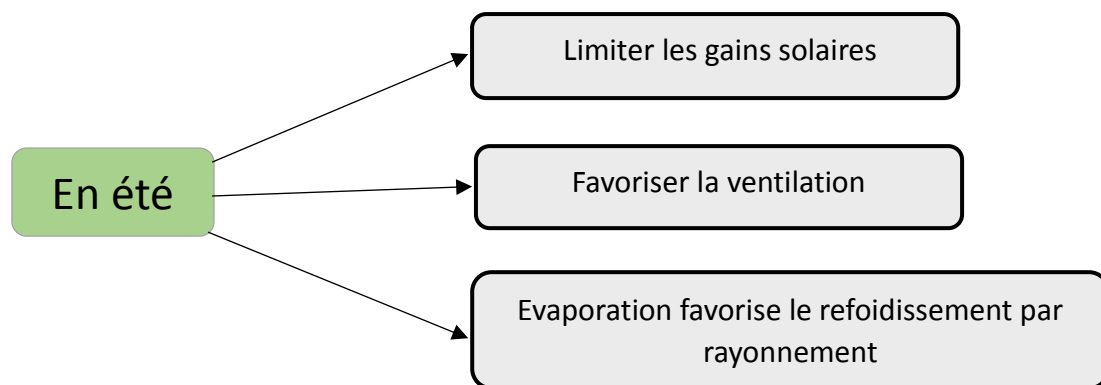 Limiter les gains solaires
En été
Favoriser la ventilation
Evaporation favorise le refoidissement par
rayonnement